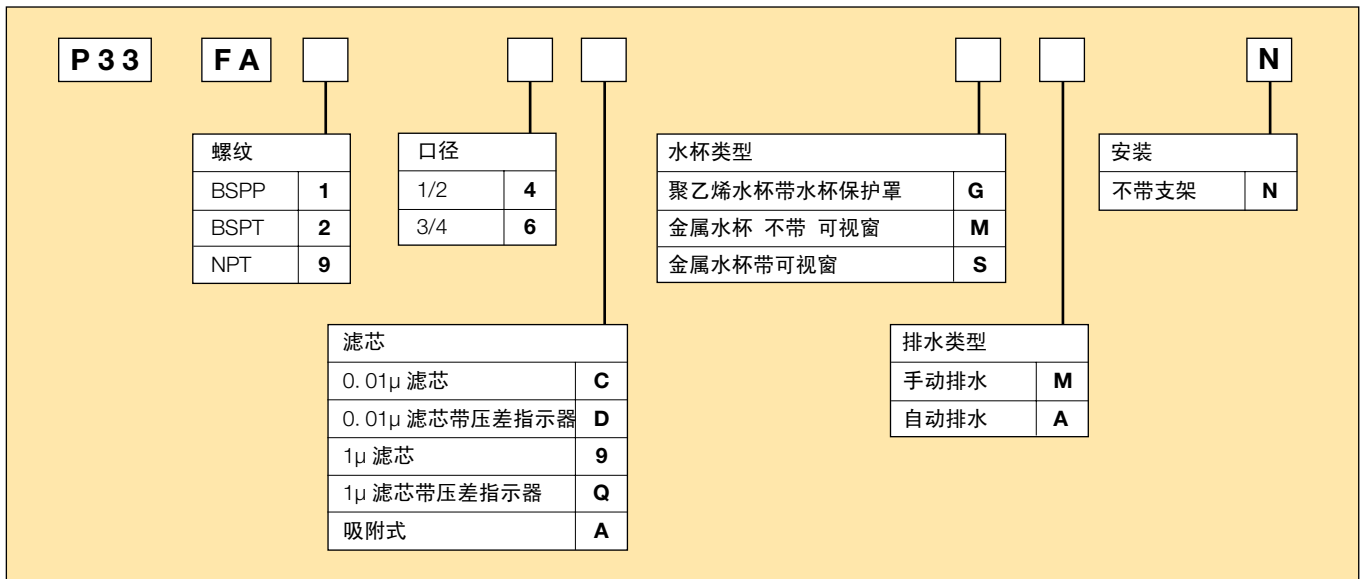 P33 FA N
螺纹
BSPP 1
BSPT 2
NPT 9
口径
1/2 4
3/4 6
水杯类型
聚乙烯水杯带水杯保护罩 G
金属水杯 不带 可视窗 M
金属水杯带可视窗 S
安装
不带支架 N
滤芯
0.01μ 滤芯 C
0.01μ 滤芯带压差指示器 D
1μ 滤芯 9
1μ 滤芯带压差指示器 Q
吸附式 A
排水类型
手动排水 M
自动排水 A